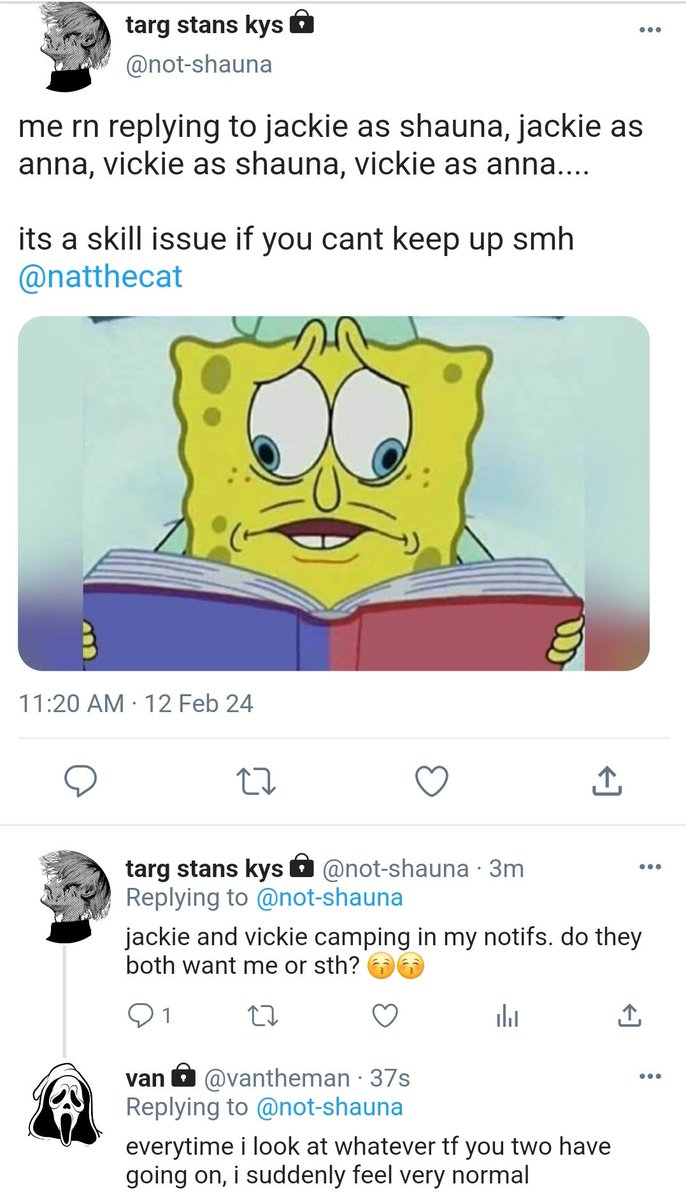 targ stans kys
@not-shauna
me rn replying to jackie as shauna, jackie as
anna, vickie as shauna, vickie as anna....
its a skill issue if you cant keep up smh
@natthecat
11:20 AM · 12 Feb 24
targ stans kys @not-shauna · 3m
Replying to @not-shauna
jackie and vickie camping in my notifs. do they
both want me or sth? 😚😚
1
van @vantheman · 37s
Replying to @not-shauna
everytime i look at whatever tf you two have
going on, i suddenly feel very normal